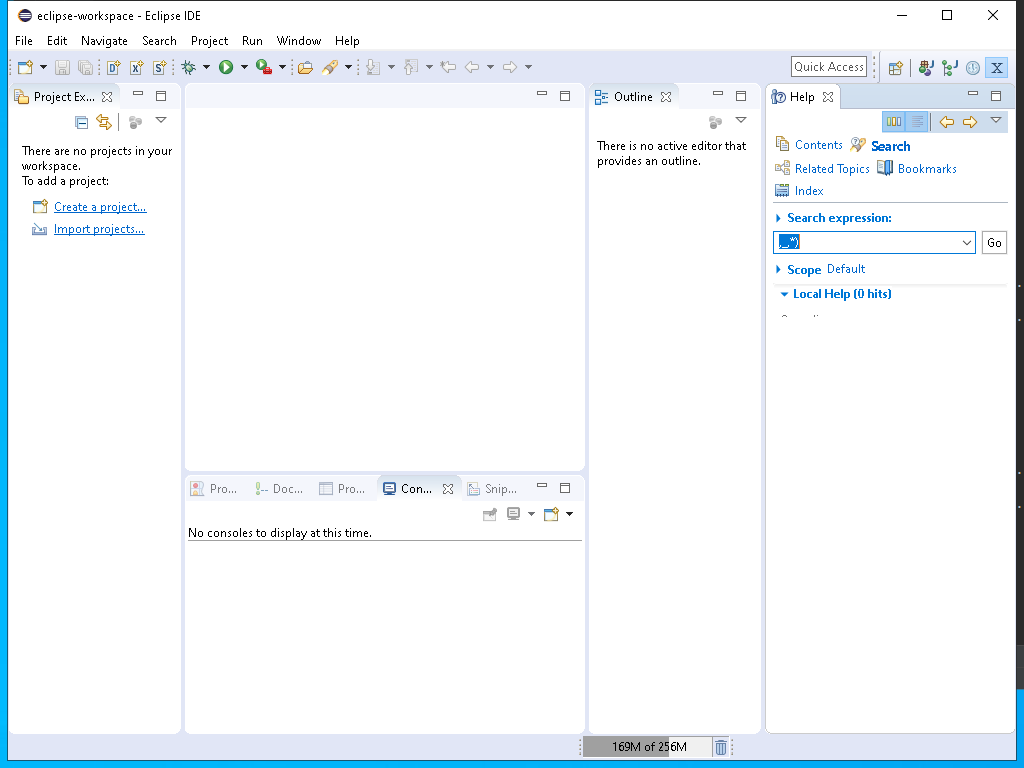 eclipse-workspace - Eclipse IDE
File Edit Navigate Search Project Run Window Help
Quick Access
Project Ex...
There are no projects in your
workspace.
To add a project:
Create a project...
Import projects...
Outline
There is no active editor that
provides an outline.
Help
Contents Search
Related Topics Bookmarks
Index
Search expression:
Go
Scope Default
Local Help (0 hits)
Pro... Doc... Pro... Con... Snip...
No consoles to display at this time.
169M of 256M